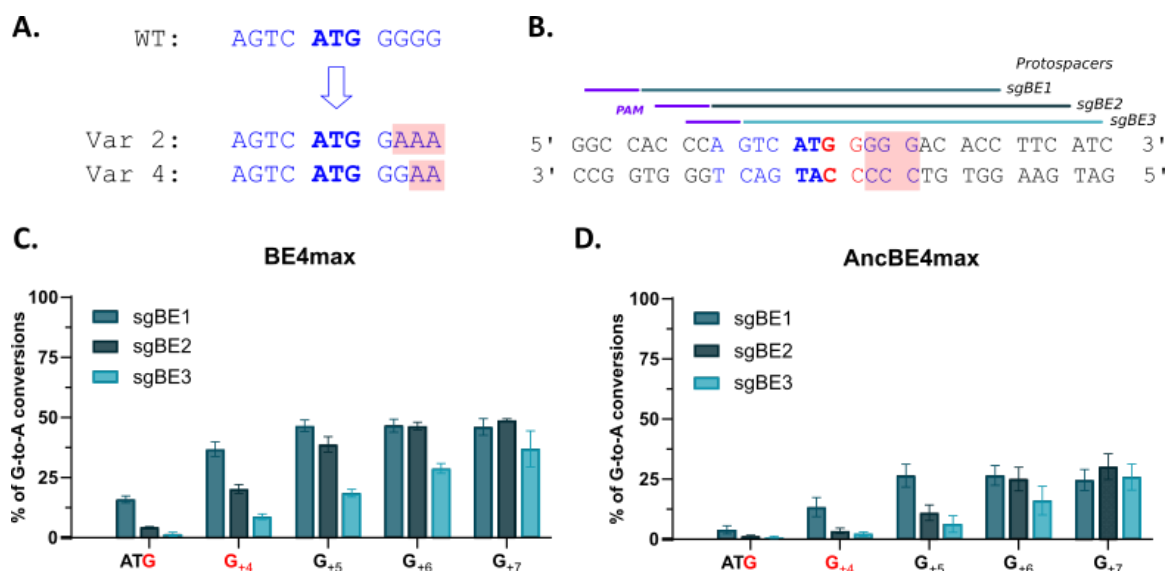 A.
WT: AGTC ATG GGGG
Var 2: AGTC ATG GAAA
Var 4: AGTC ATG GGAA
B.
Protospacers
sgBE1
PAM
sgBE2
sgBE3
5' GGC CAC CCA GTC ATG GGG GAC ACC TTC ATC 3'
3' CCG GTG GGT CAG TAC CCC CTG TGG AAG TAG 5'
C.
BE4max
% of G-to-A conversions
100
75
50
25
0
sgBE1
sgBE2
sgBE3
ATG G+4 G+5 G+6 G+7
D.
AncBE4max
% of G-to-A conversions
100
75
50
25
0
sgBE1
sgBE2
sgBE3
ATG G+4 G+5 G+6 G+7